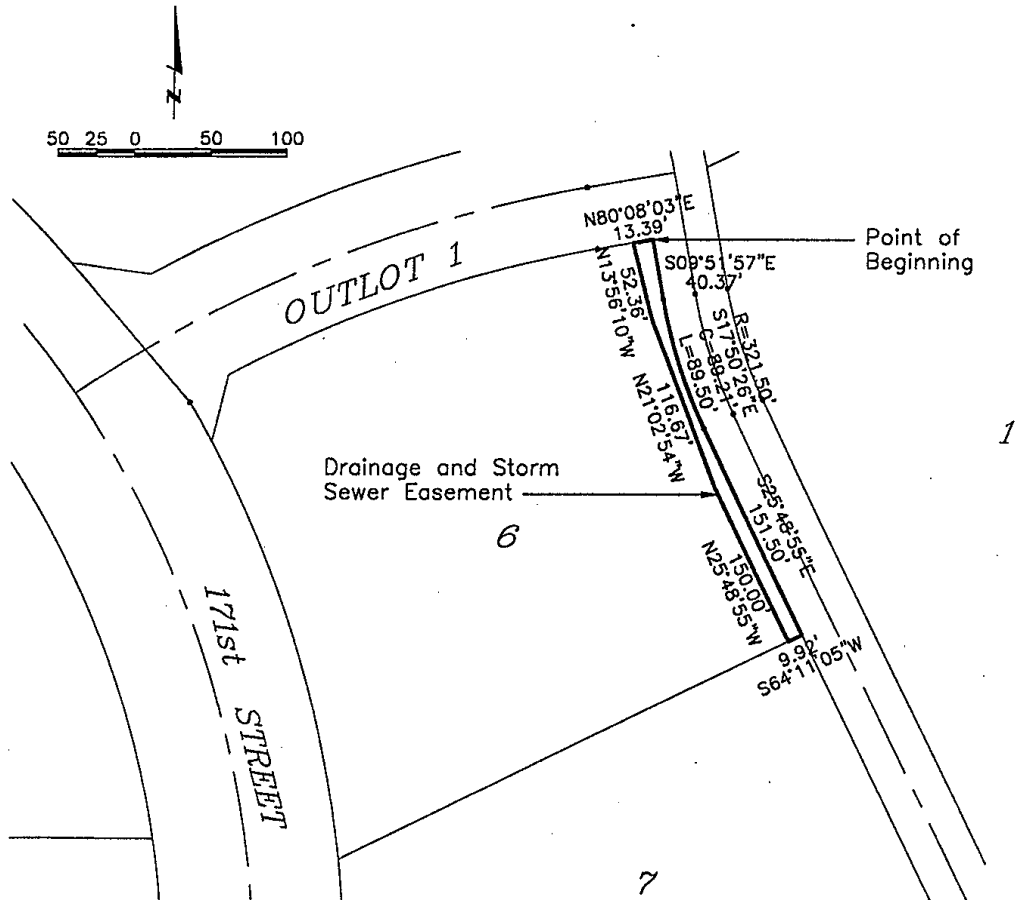 N
50 25 0 50 100
N80°08'03"E
13.39'
Point of
Beginning
S09°51'57"E
40.37'
OUTLOT 1
52.36'
N13°56'10"W
R=321.50'
S17°50'26"E
C=89.21'
L=89.50'
116.67'
N21°02'54"W
Drainage and Storm
Sewer Easement
1
6
S25°48'55"E
151.50'
150.00'
N25°48'55"W
9.92'
S64°11'05"W
171st STREET
7